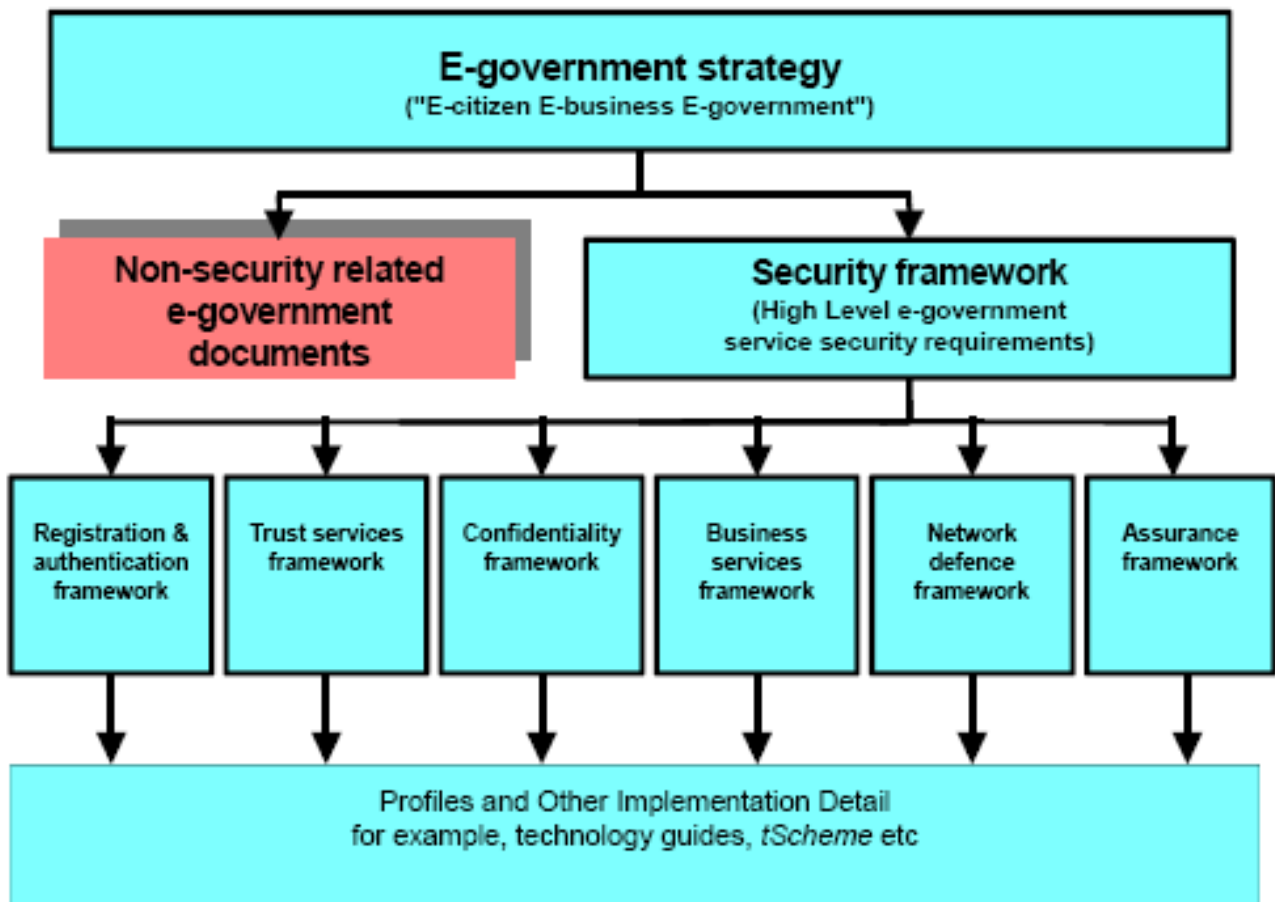 E-government strategy
("E-citizen E-business E-government")
Non-security related
e-government
documents
Security framework
(High Level e-government
service security requirements)
Registration &
authentication
framework
Trust services
framework
Confidentiality
framework
Business
services
framework
Network
defence
framework
Assurance
framework
Profiles and Other Implementation Detail
for example, technology guides, tScheme etc